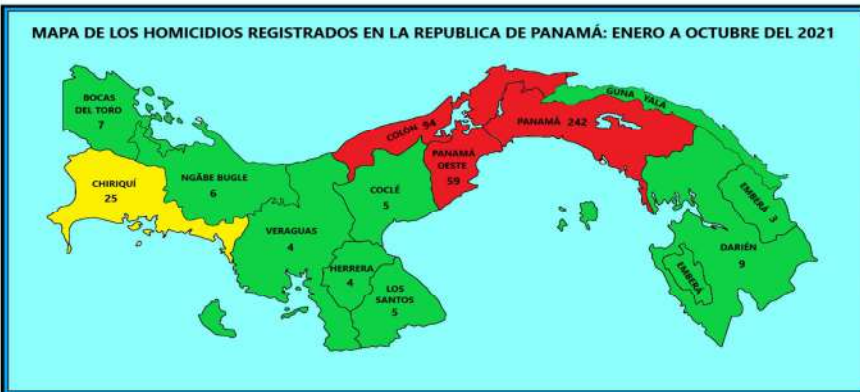 MAPA DE LOS HOMICIDIOS REGISTRADOS EN LA REPUBLICA DE PANAMÁ: ENERO A OCTUBRE DEL 2021
BOCAS
DEL TORO
7
CHIRIQUÍ
25
NGÄBE BUGLE
6
VERAGUAS
4
HERRERA
4
LOS
SANTOS
5
COCLÉ
5
COLÓN 94
PANAMÁ
OESTE
59
PANAMÁ 242
GUNA YALA
EMBERÁ 3
DARIÉN
9
EMBERÁ